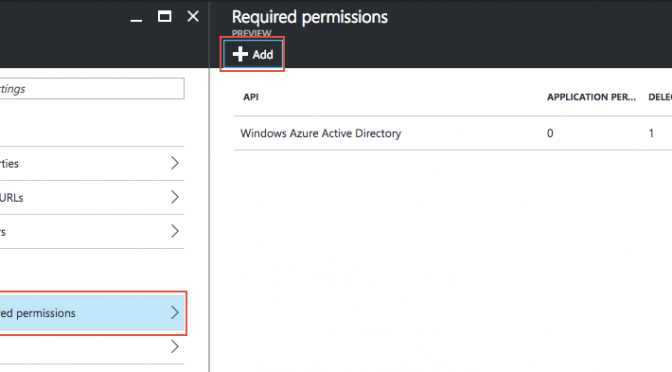 Required permissions
PREVIEW
+ Add
ttings
API
APPLICATION PER...
DELEC
Windows Azure Active Directory
0
1
rties
URLs
rs
ed permissions